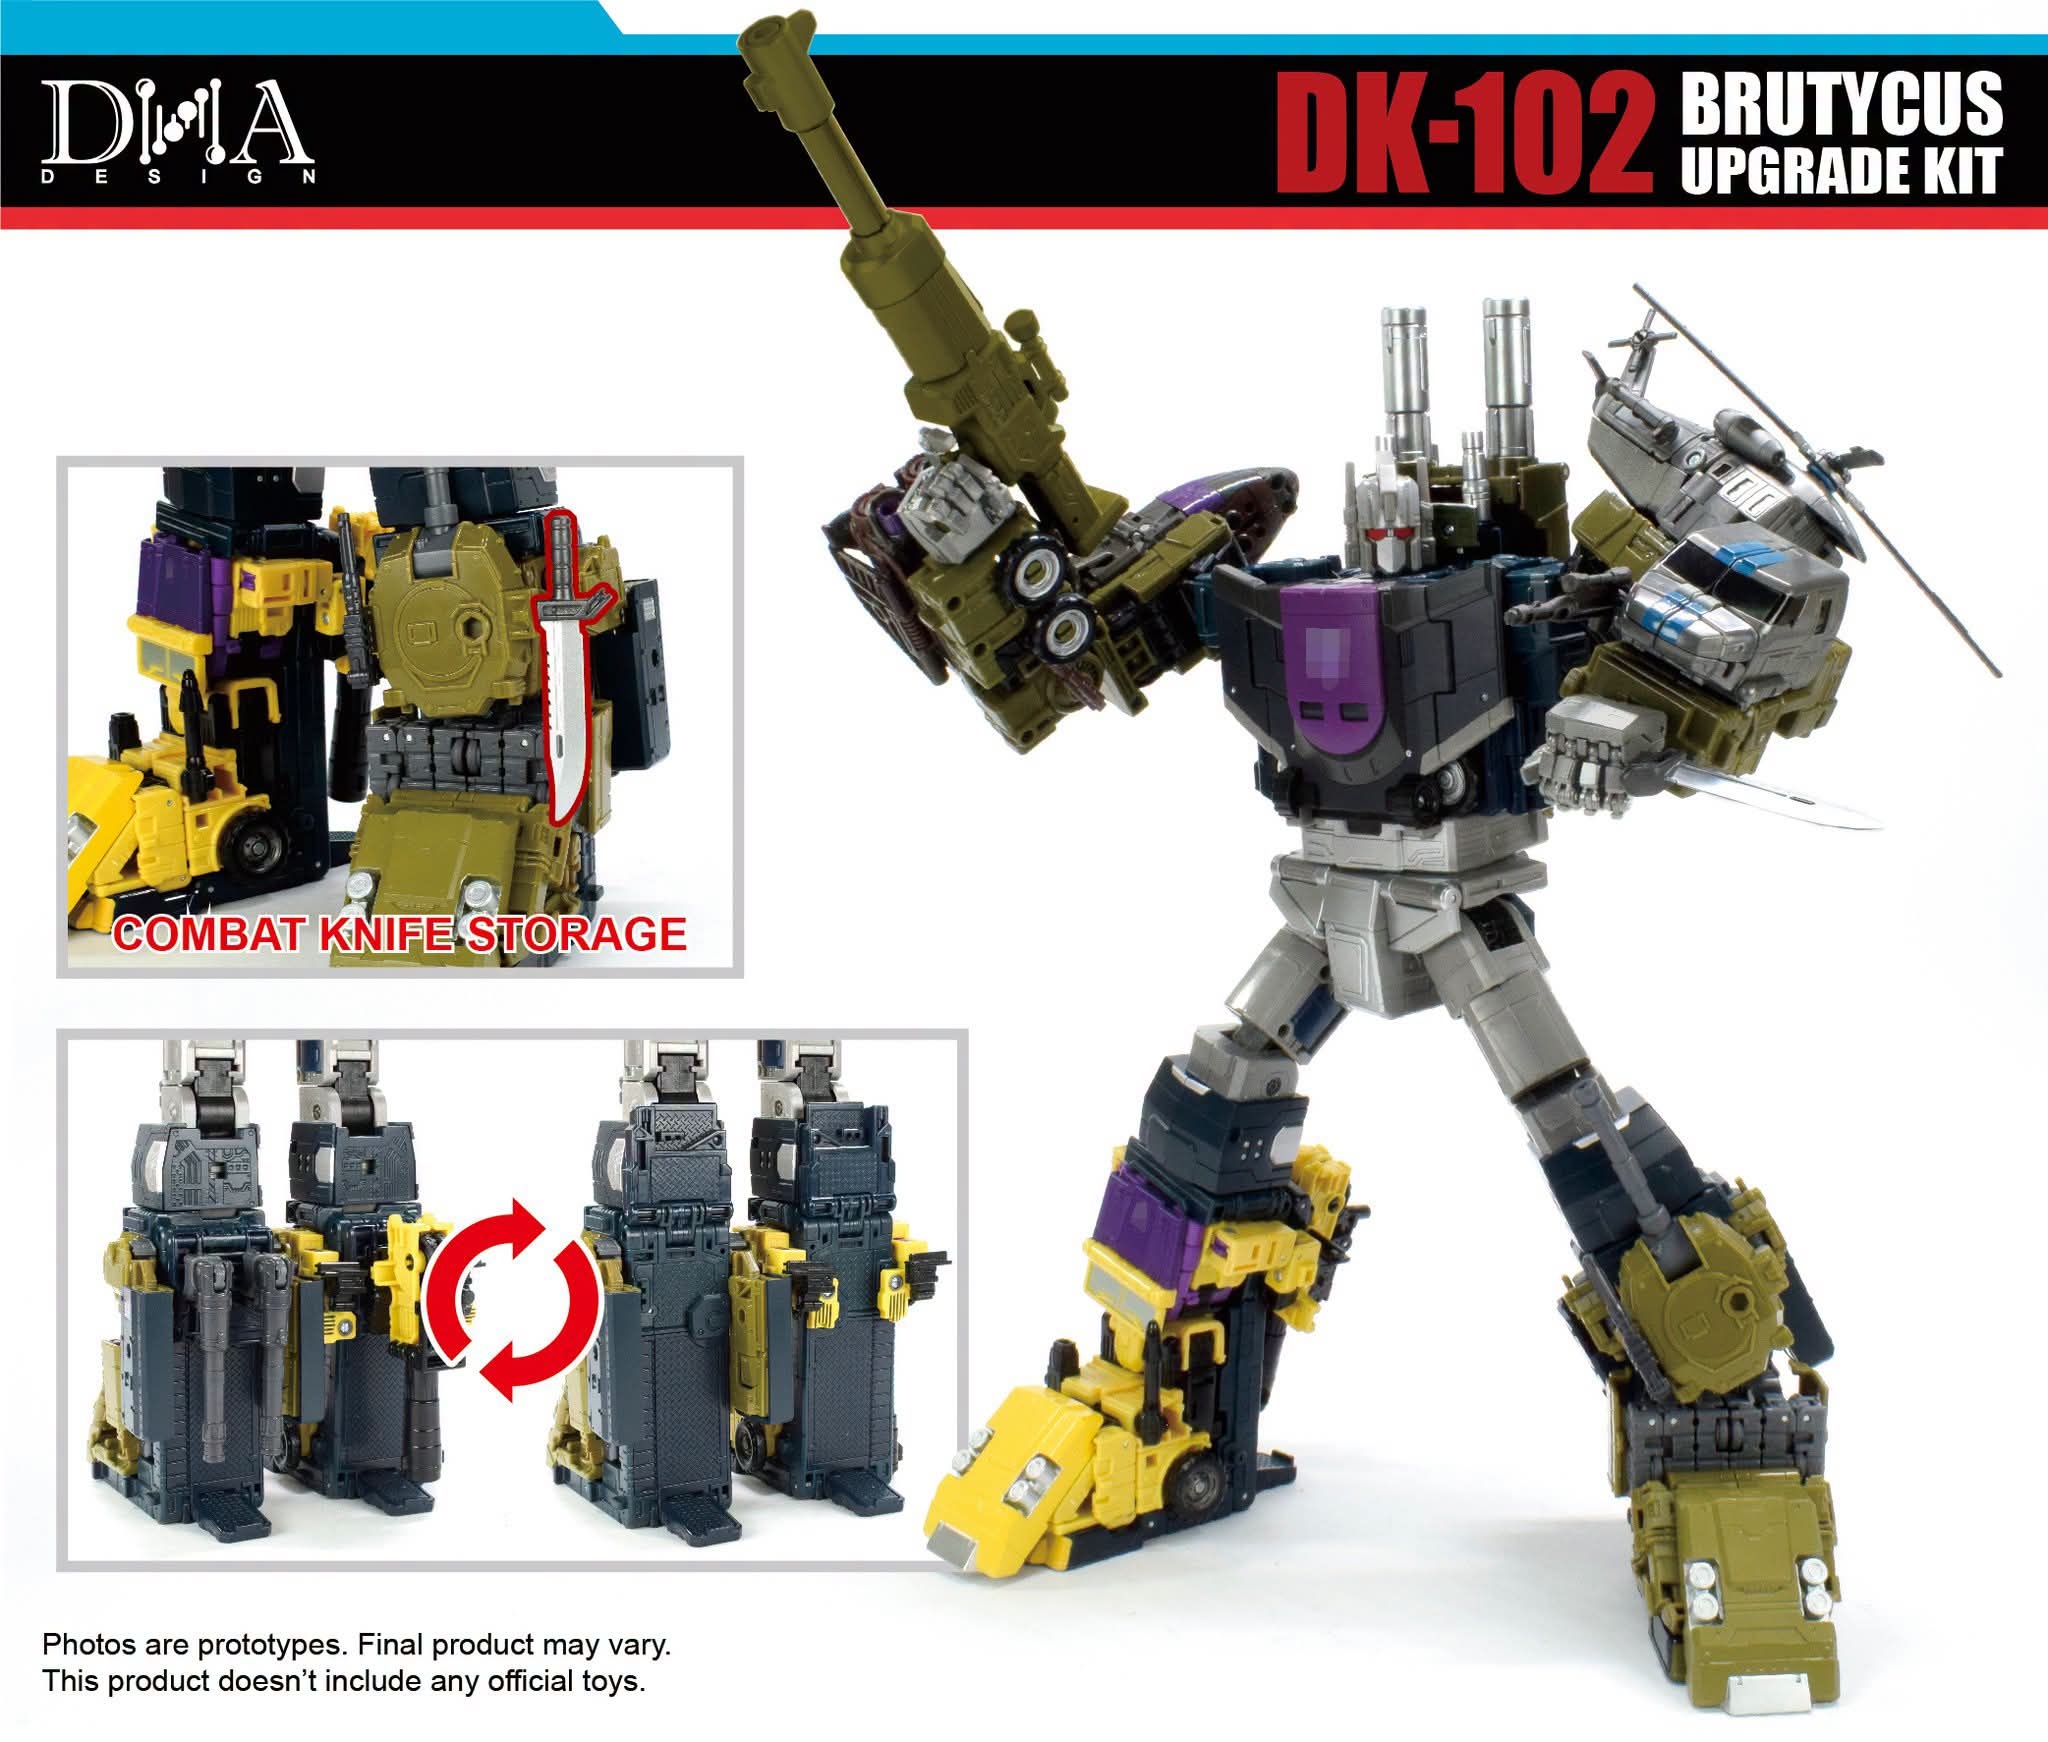 DNA
DESIGN
DK-102
BRUTYCUS
UPGRADE KIT
COMBAT KNIFE STORAGE
Photos are prototypes. Final product may vary.
This product doesn't include any official toys.